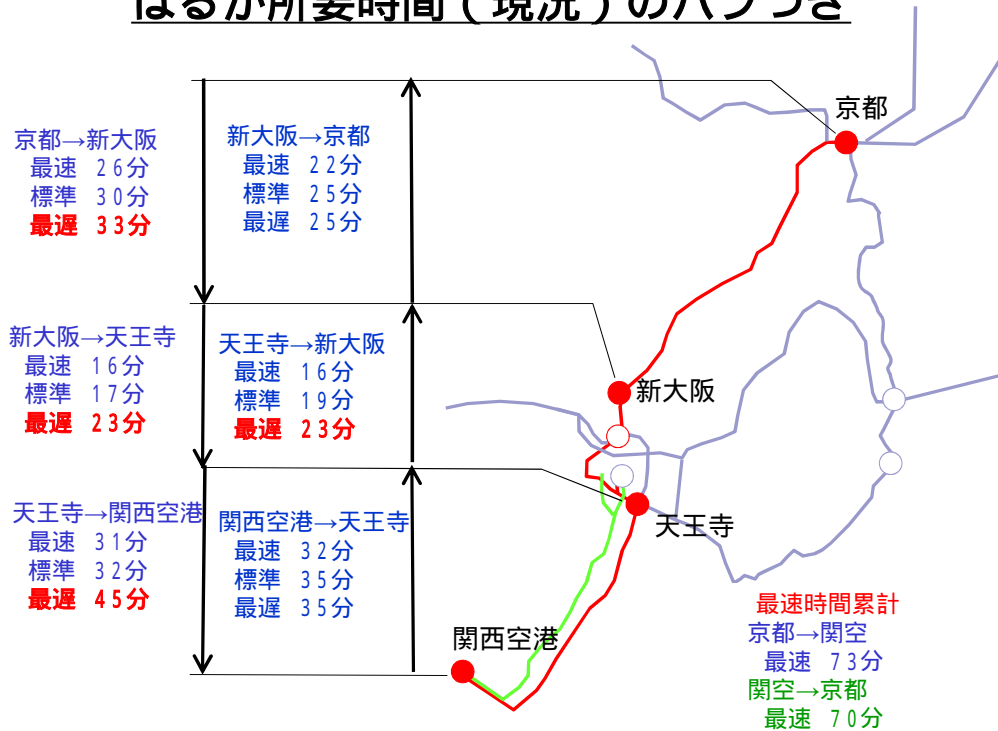 はるか所要時間(現況)のバラつき
京都
京都→新大阪
最速 26分
標準 30分
最遅 33分
新大阪→京都
最速 22分
標準 25分
最遅 25分
新大阪→天王寺
最速 16分
標準 17分
最遅 23分
天王寺→新大阪
最速 16分
標準 19分
最遅 23分
新大阪
天王寺→関西空港
最速 31分
標準 32分
最遅 45分
関西空港→天王寺
最速 32分
標準 35分
最遅 35分
天王寺
関西空港
最速時間累計
京都→関空
最速 73分
関空→京都
最速 70分